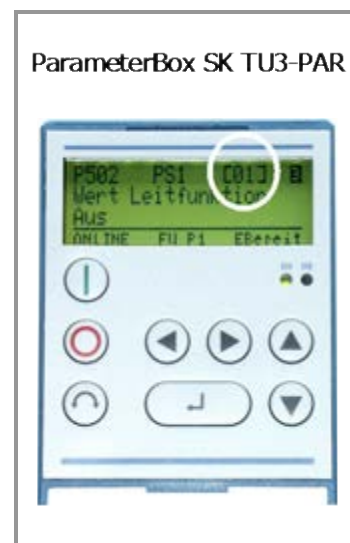 ParameterBox SK TU3-PAR
P502 PS1 [01]
Wert Leitfunktion
Aus
ONLINE FU P1 EBereit